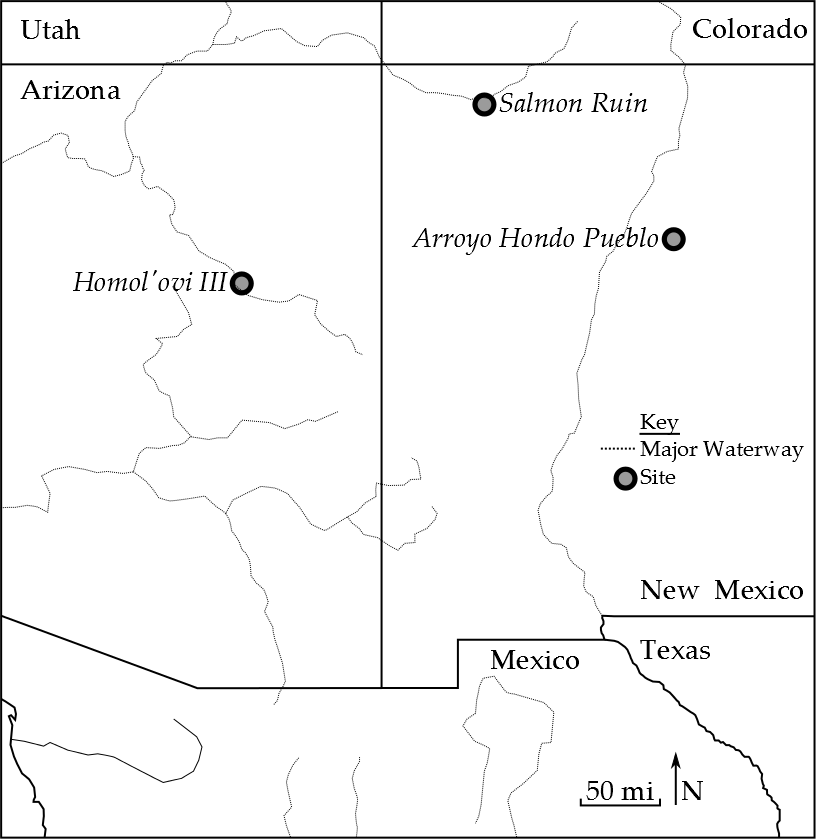 Utah
Colorado
Arizona
Salmon Ruin
Arroyo Hondo Pueblo
Homol'ovi III
Key
Major Waterway
Site
New Mexico
Texas
Mexico
50 mi
N